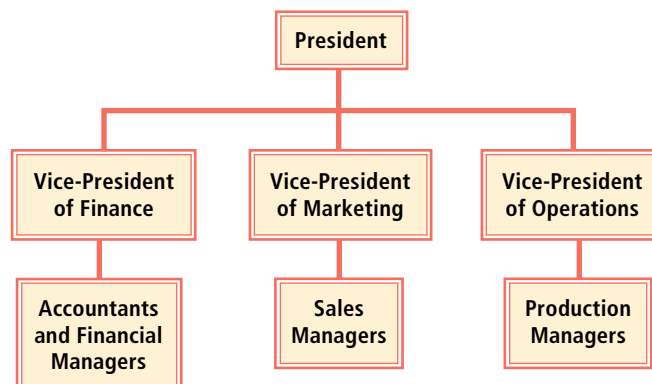 President
Vice-President
of Finance
Vice-President
of Marketing
Vice-President
of Operations
Accountants
and Financial
Managers
Sales
Managers
Production
Managers